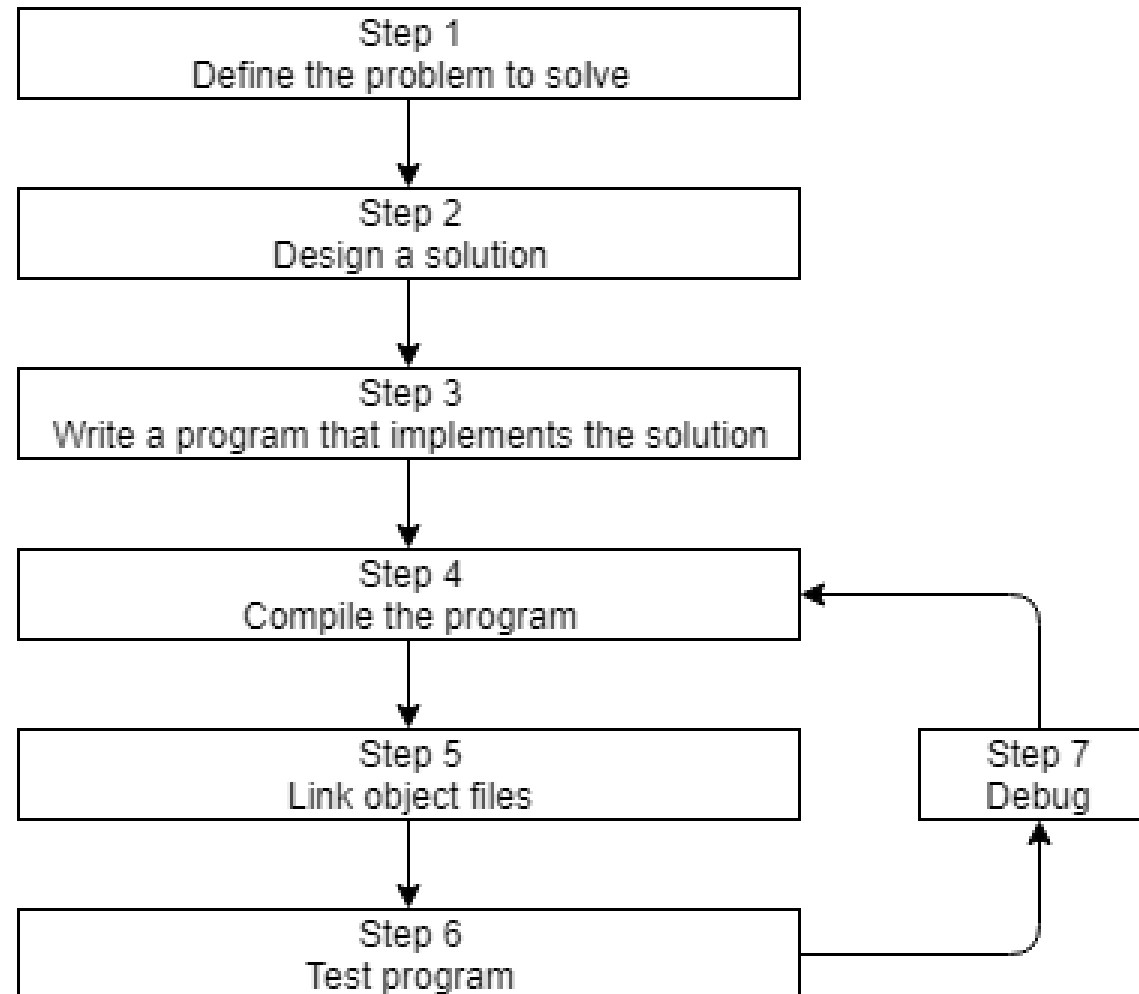 Step 1
Define the problem to solve
Step 2
Design a solution
Step 3
Write a program that implements the solution
Step 4
Compile the program
Step 5
Link object files
Step 7
Debug
Step 6
Test program